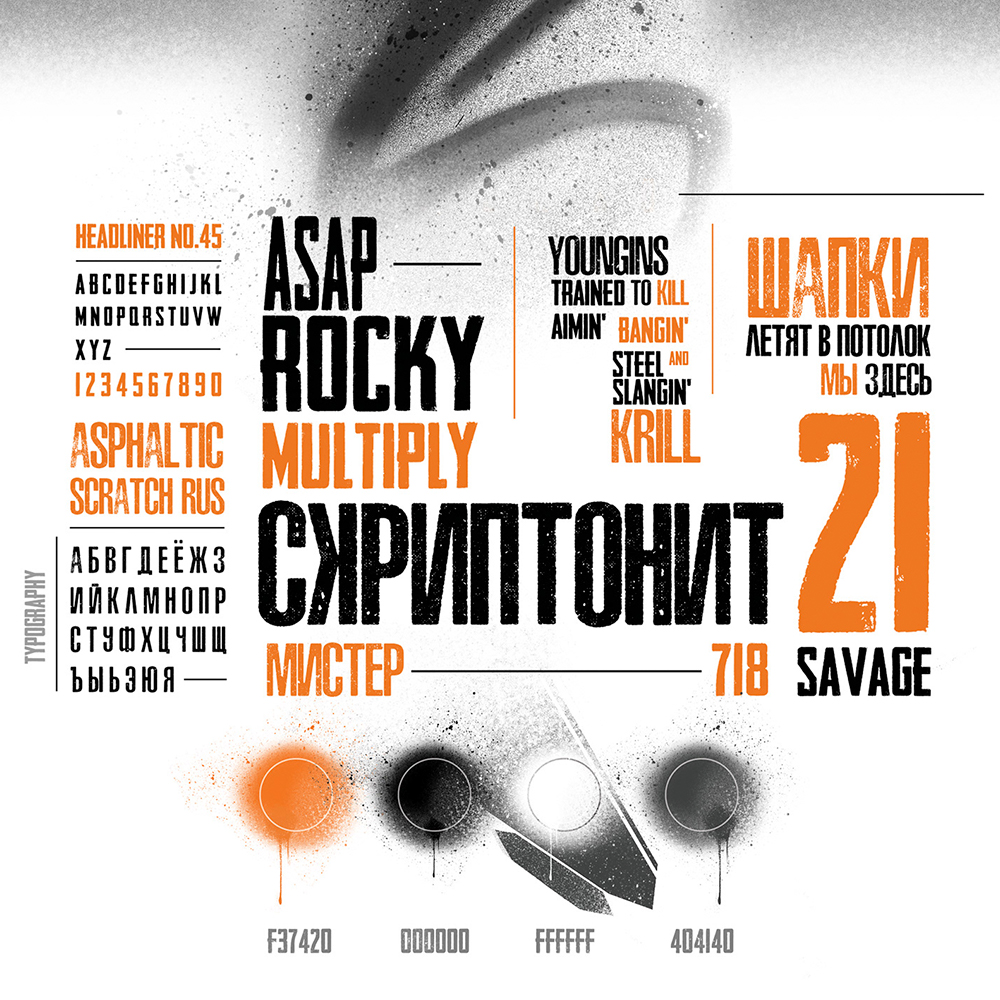 HEADLINER NO.45
ABCDEFGHIJKL
MNOPQRSTUVW
XYZ
1234567890
ASPHALTIC
SCRATCH RUS
TYPOGRAPHY
АБВГДЕЁЖЗ
ИЙКЛМНОПР
СТУФХЦЧШЩ
ЪЫЬЭЮЯ
ASAP
ROCKY
MULTIPLY
СКРИПТОНИТ
МИСТЕР
718
YOUNGINS
TRAINED TO KILL
AIMIN' BANGIN'
STEEL AND
SLANGIN'
KRILL
ШАПКИ
ЛЕТЯТ В ПОТОЛОК
МЫ ЗДЕСЬ
21
SAVAGE
F37420
000000
FFFFFF
404140